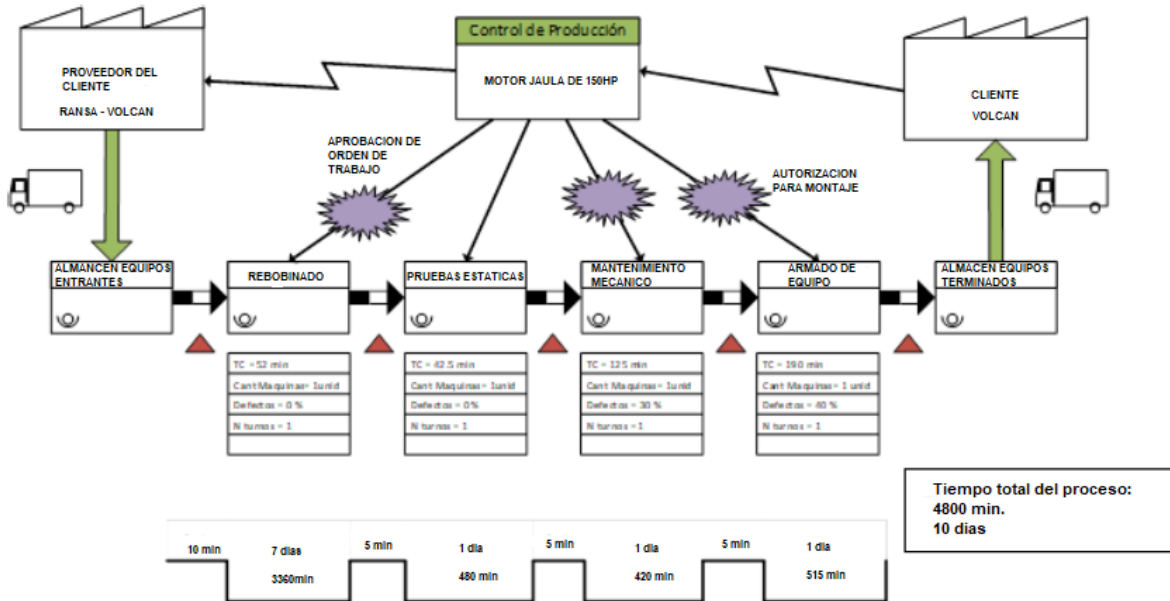 Control de Producción
MOTOR JAULA DE 150HP
PROVEEDOR DEL
CLIENTE
RANSA - VOLCAN
CLIENTE
VOLCAN
APROBACION DE
ORDEN DE
TRABAJO
AUTORIZACION
PARA MONTAJE
ALMANCEN EQUIPOS
ENTRANTES
REBOBINADO
PRUEBAS ESTATICAS
MANTENIMIENTO
MECANICO
ARMADO DE
EQUIPO
ALMACEN EQUIPOS
TERMINADOS
TC = 52 min
Cant Maquinas= 1unid
Defectos = 0 %
N turnos = 1
TC = 42.5 min
Cant Maquinas= 1unid
Defectos = 0%
N turnos = 1
TC = 125 min
Cant Maquinas= 1unid
Defectos = 30 %
N turnos = 1
TC = 190 min
Cant Maquinas= 1 unid
Defectos = 40 %
N turnos = 1
Tiempo total del proceso:
4800 min.
10 dias
10 min
7 dias
3360min
5 min
1 dia
480 min
5 min
1 dia
420 min
5 min
1 dia
515 min